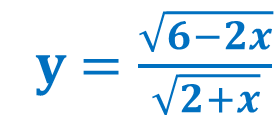 y = √(6−2x) / √(2+x)